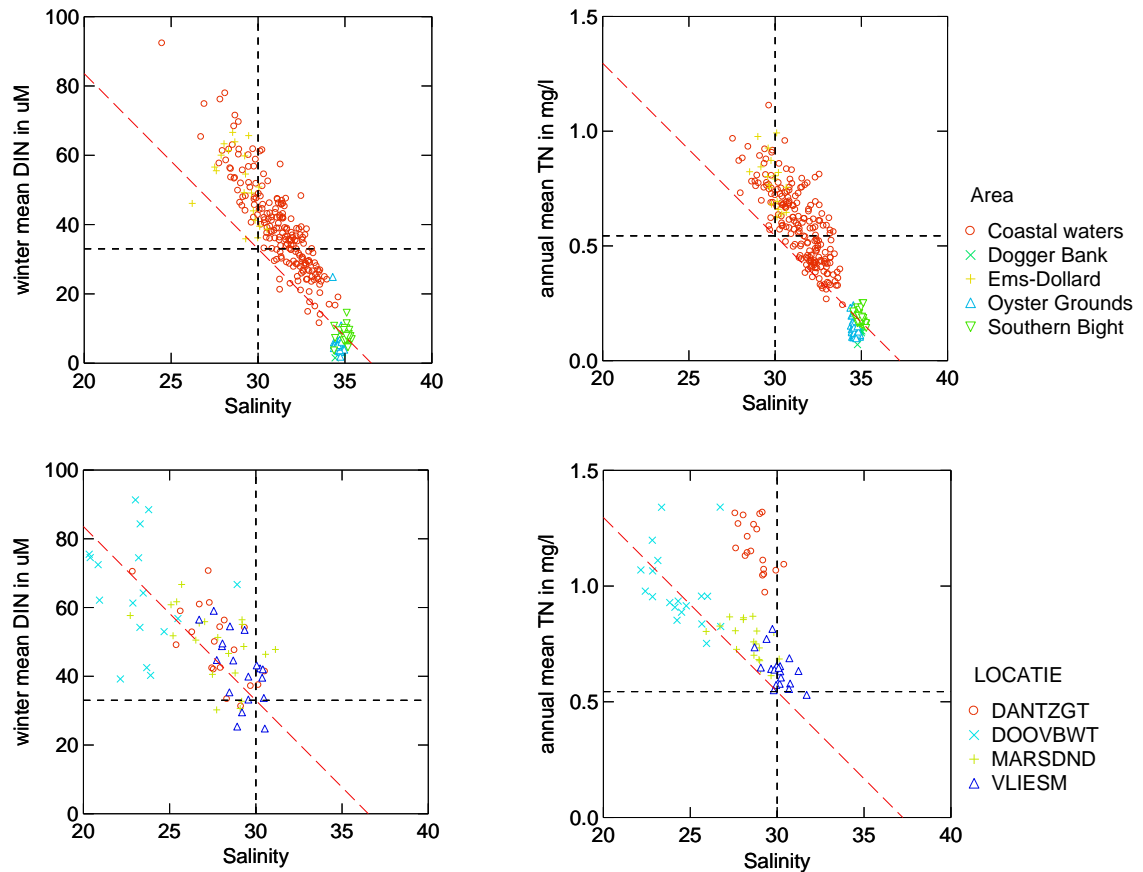 100
80
60
40
20
0
winter mean DIN in uM
20 25 30 35 40
Salinity
1.5
1.0
0.5
0.0
annual mean TN in mg/l
20 25 30 35 40
Salinity
Area
Coastal waters
Dogger Bank
Ems-Dollard
Oyster Grounds
Southern Bight
100
80
60
40
20
0
winter mean DIN in uM
20 25 30 35 40
Salinity
1.5
1.0
0.5
0.0
annual mean TN in mg/l
20 25 30 35 40
Salinity
LOCATIE
DANTZGT
DOOVBWT
MARSDND
VLIESM